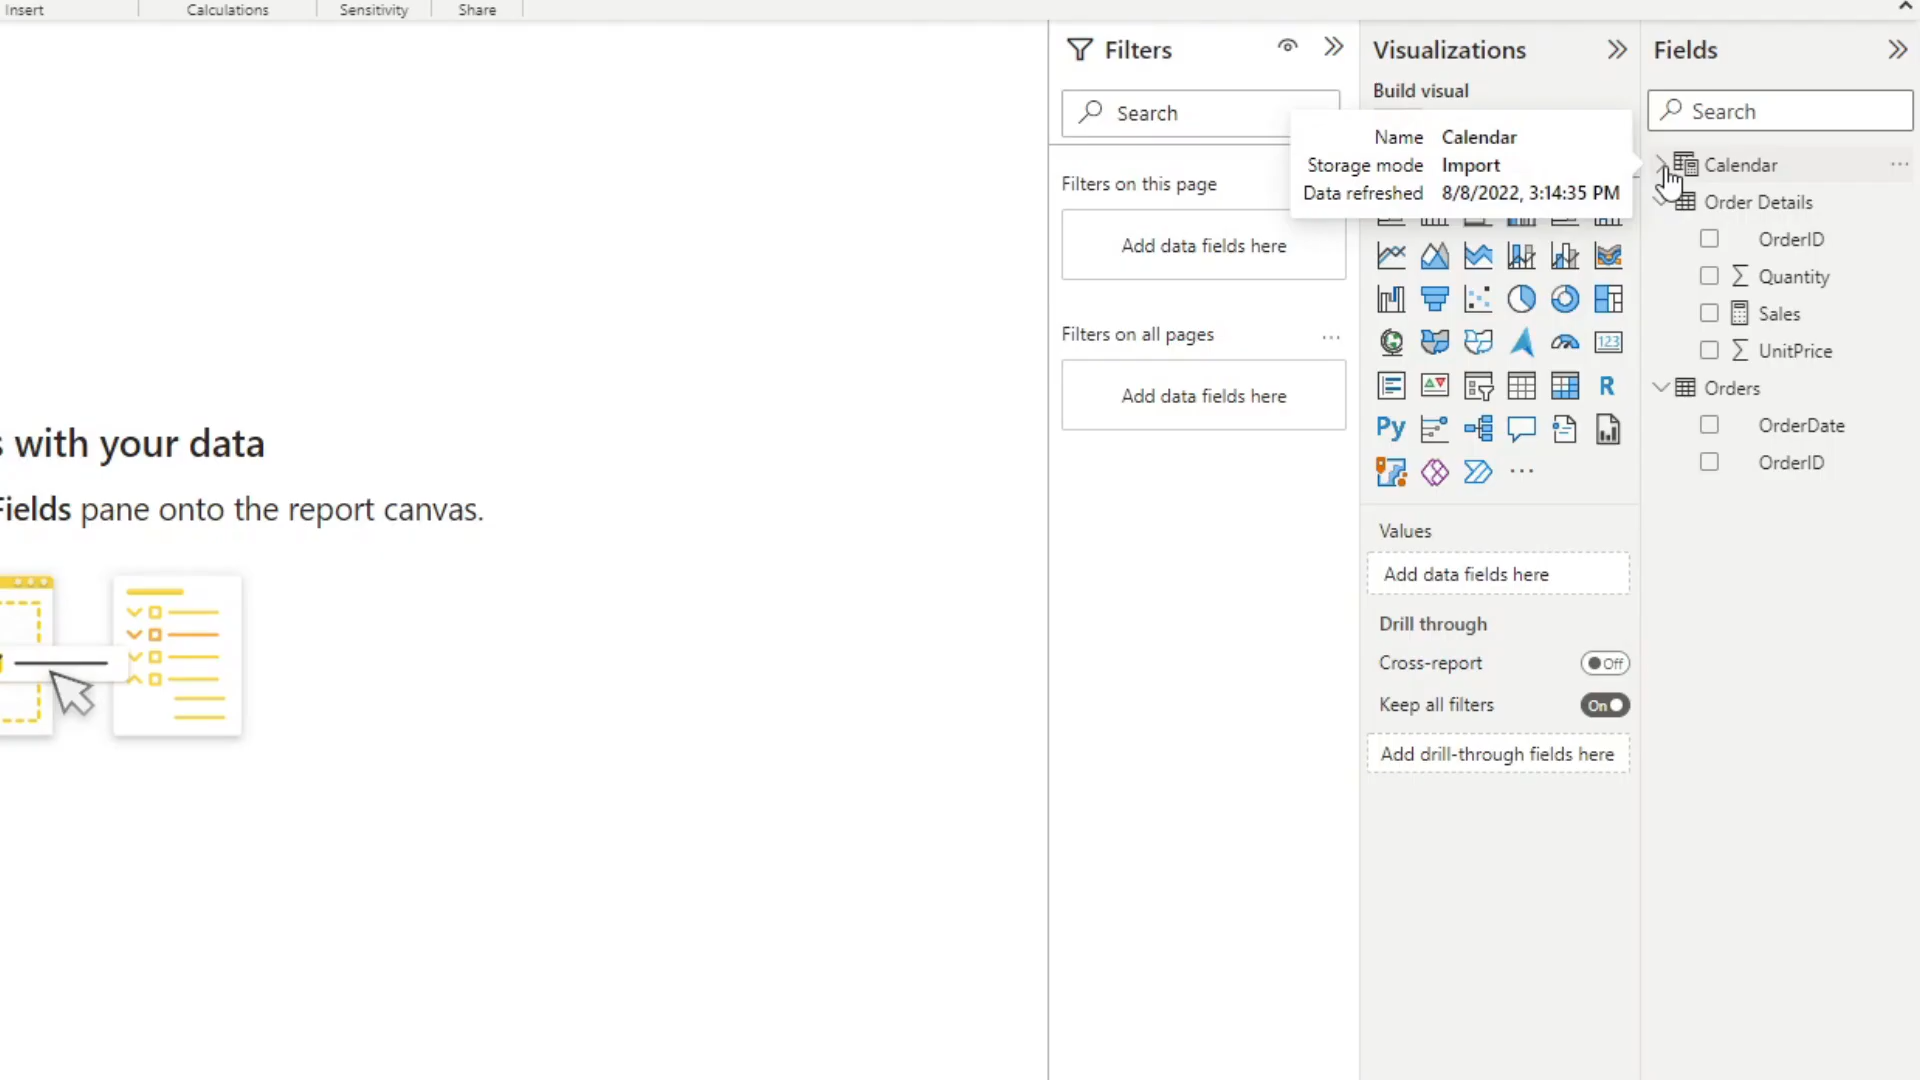 Insert
Calculations
Sensitivity
Share
Filters
Search
Filters on this page
Add data fields here
Filters on all pages
...
Add data fields here
Visualizations
Build visual
Name Calendar
Storage mode Import
Data refreshed 8/8/2022, 3:14:35 PM
123
R
Py
...
Values
Add data fields here
Drill through
Cross-report
Off
Keep all filters
On
Add drill-through fields here
Fields
Search
Calendar
...
Order Details
OrderID
Σ Quantity
Sales
Σ UnitPrice
Orders
OrderDate
OrderID
with your data
Fields pane onto the report canvas.